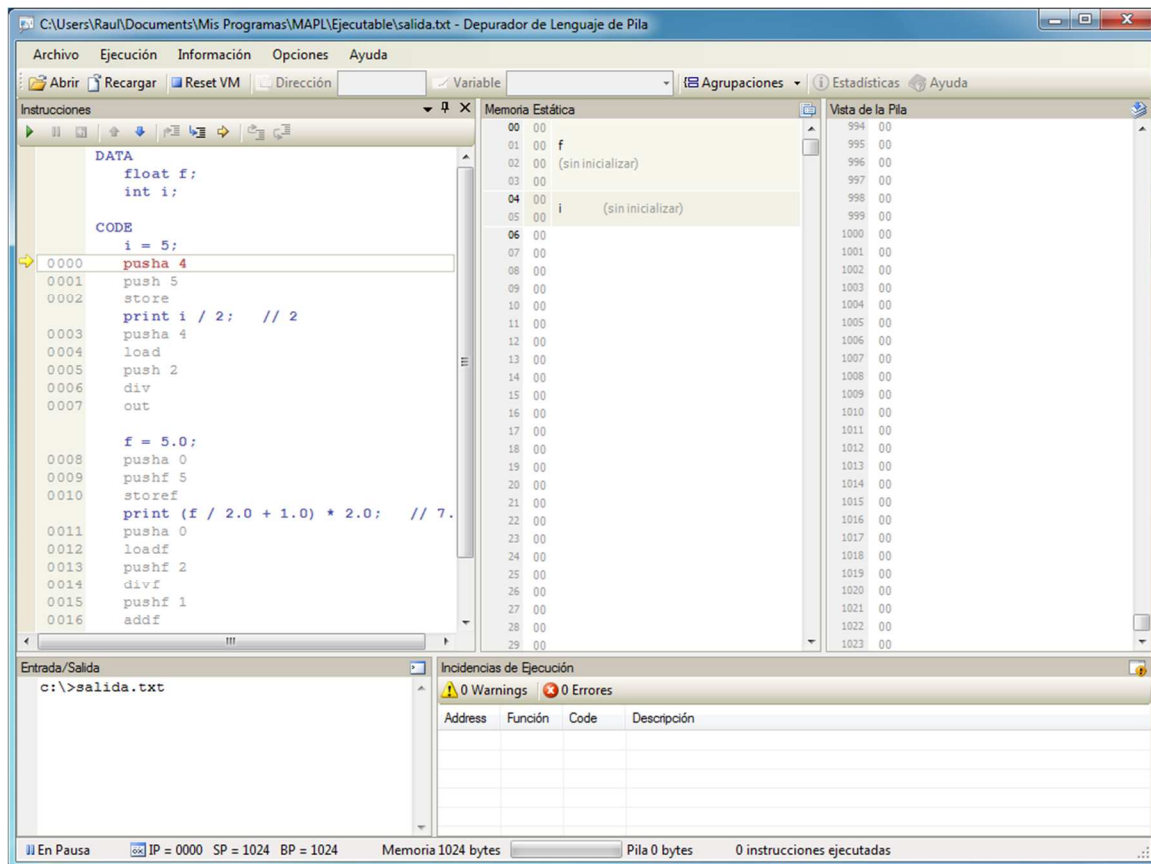 C:\Users\Raul\Documents\Mis Programas\MAPL\Ejecutable\salida.txt - Depurador de Lenguaje de Pila
Archivo Ejecución Información Opciones Ayuda
Abrir Recargar Reset VM Dirección Variable Agrupaciones Estadísticas Ayuda
Instrucciones
DATA
float f;
int i;
CODE
i = 5;
0000 pusha 4
0001 push 5
0002 store
print i / 2; // 2
0003 pusha 4
0004 load
0005 push 2
0006 div
0007 out
f = 5.0;
0008 pusha 0
0009 pushf 5
0010 storef
print (f / 2.0 + 1.0) * 2.0; // 7.
0011 pusha 0
0012 loadf
0013 pushf 2
0014 divf
0015 pushf 1
0016 addf
Memoria Estática
00 00
01 00 f
02 00 (sin inicializar)
03 00
04 00
05 00 i (sin inicializar)
06 00
07 00
08 00
09 00
10 00
11 00
12 00
13 00
14 00
15 00
16 00
17 00
18 00
19 00
20 00
21 00
22 00
23 00
24 00
25 00
26 00
27 00
28 00
29 00
Vista de la Pila
994 00
995 00
996 00
997 00
998 00
999 00
1000 00
1001 00
1002 00
1003 00
1004 00
1005 00
1006 00
1007 00
1008 00
1009 00
1010 00
1011 00
1012 00
1013 00
1014 00
1015 00
1016 00
1017 00
1018 00
1019 00
1020 00
1021 00
1022 00
1023 00
Entrada/Salida
c:\>salida.txt
Incidencias de Ejecución
0 Warnings 0 Errores
Address Función Code Descripción
En Pausa IP = 0000 SP = 1024 BP = 1024 Memoria 1024 bytes Pila 0 bytes 0 instrucciones ejecutadas